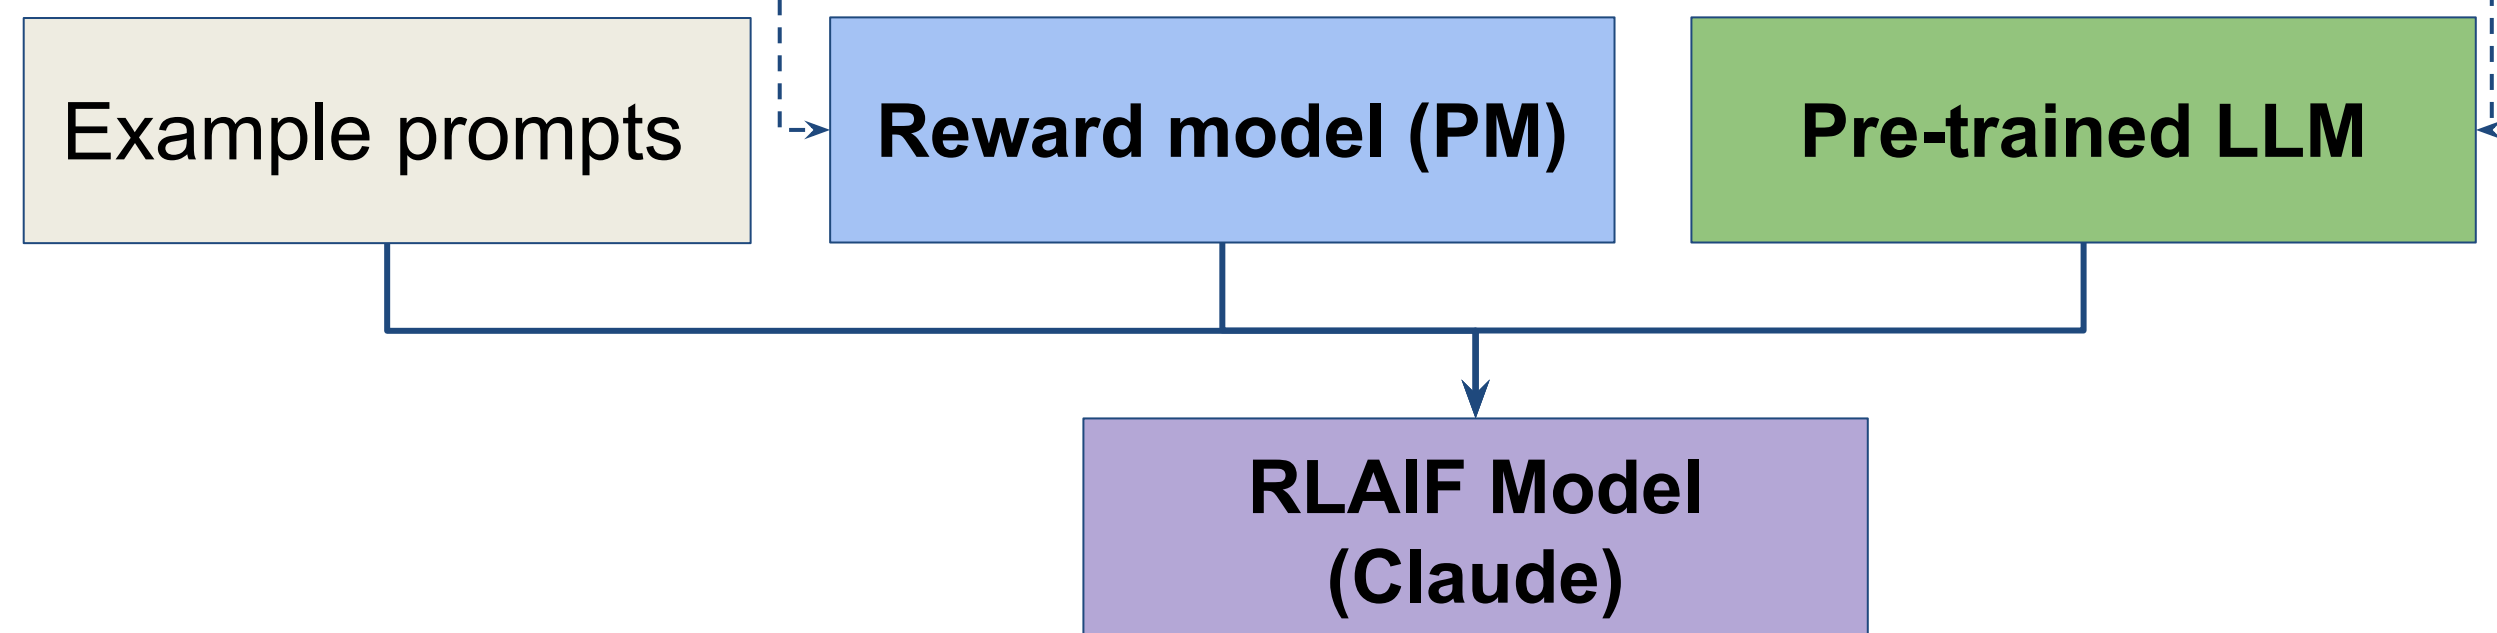 Example prompts
Reward model (PM)
Pre-trained LLM
RLAIF Model
(Claude)